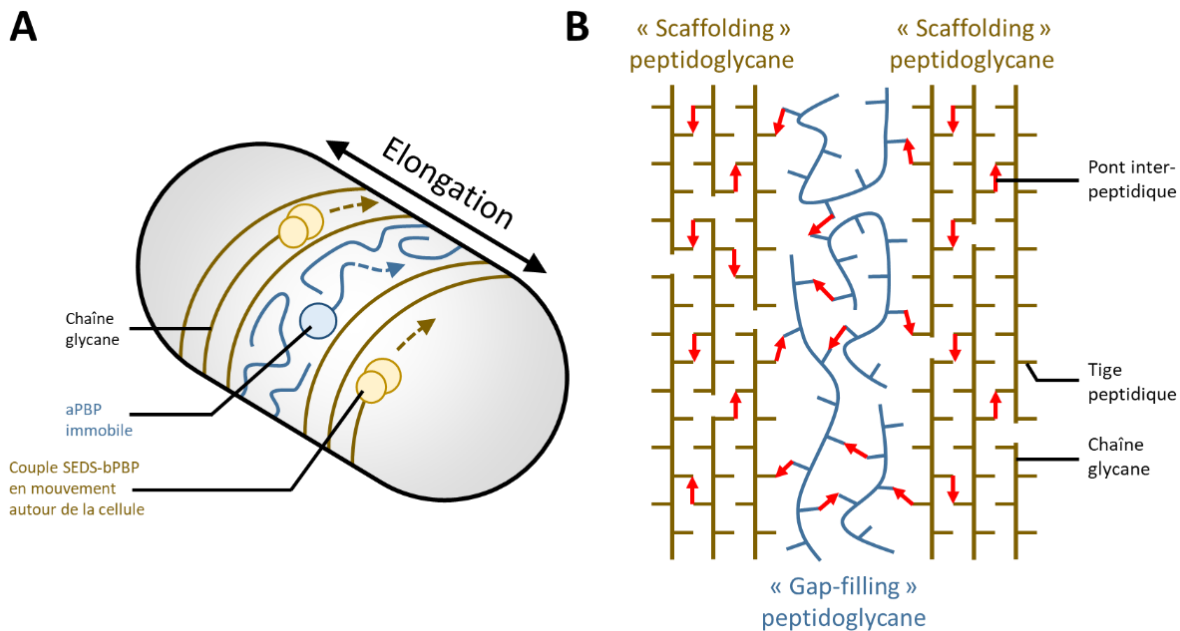 A
Elongation
Chaîne
glycane
aPBP
immobile
Couple SEDS-bPBP
en mouvement
autour de la cellule
B
« Scaffolding »
peptidoglycane
« Scaffolding »
peptidoglycane
Pont inter-
peptidique
Tige
peptidique
Chaîne
glycane
« Gap-filling »
peptidoglycane